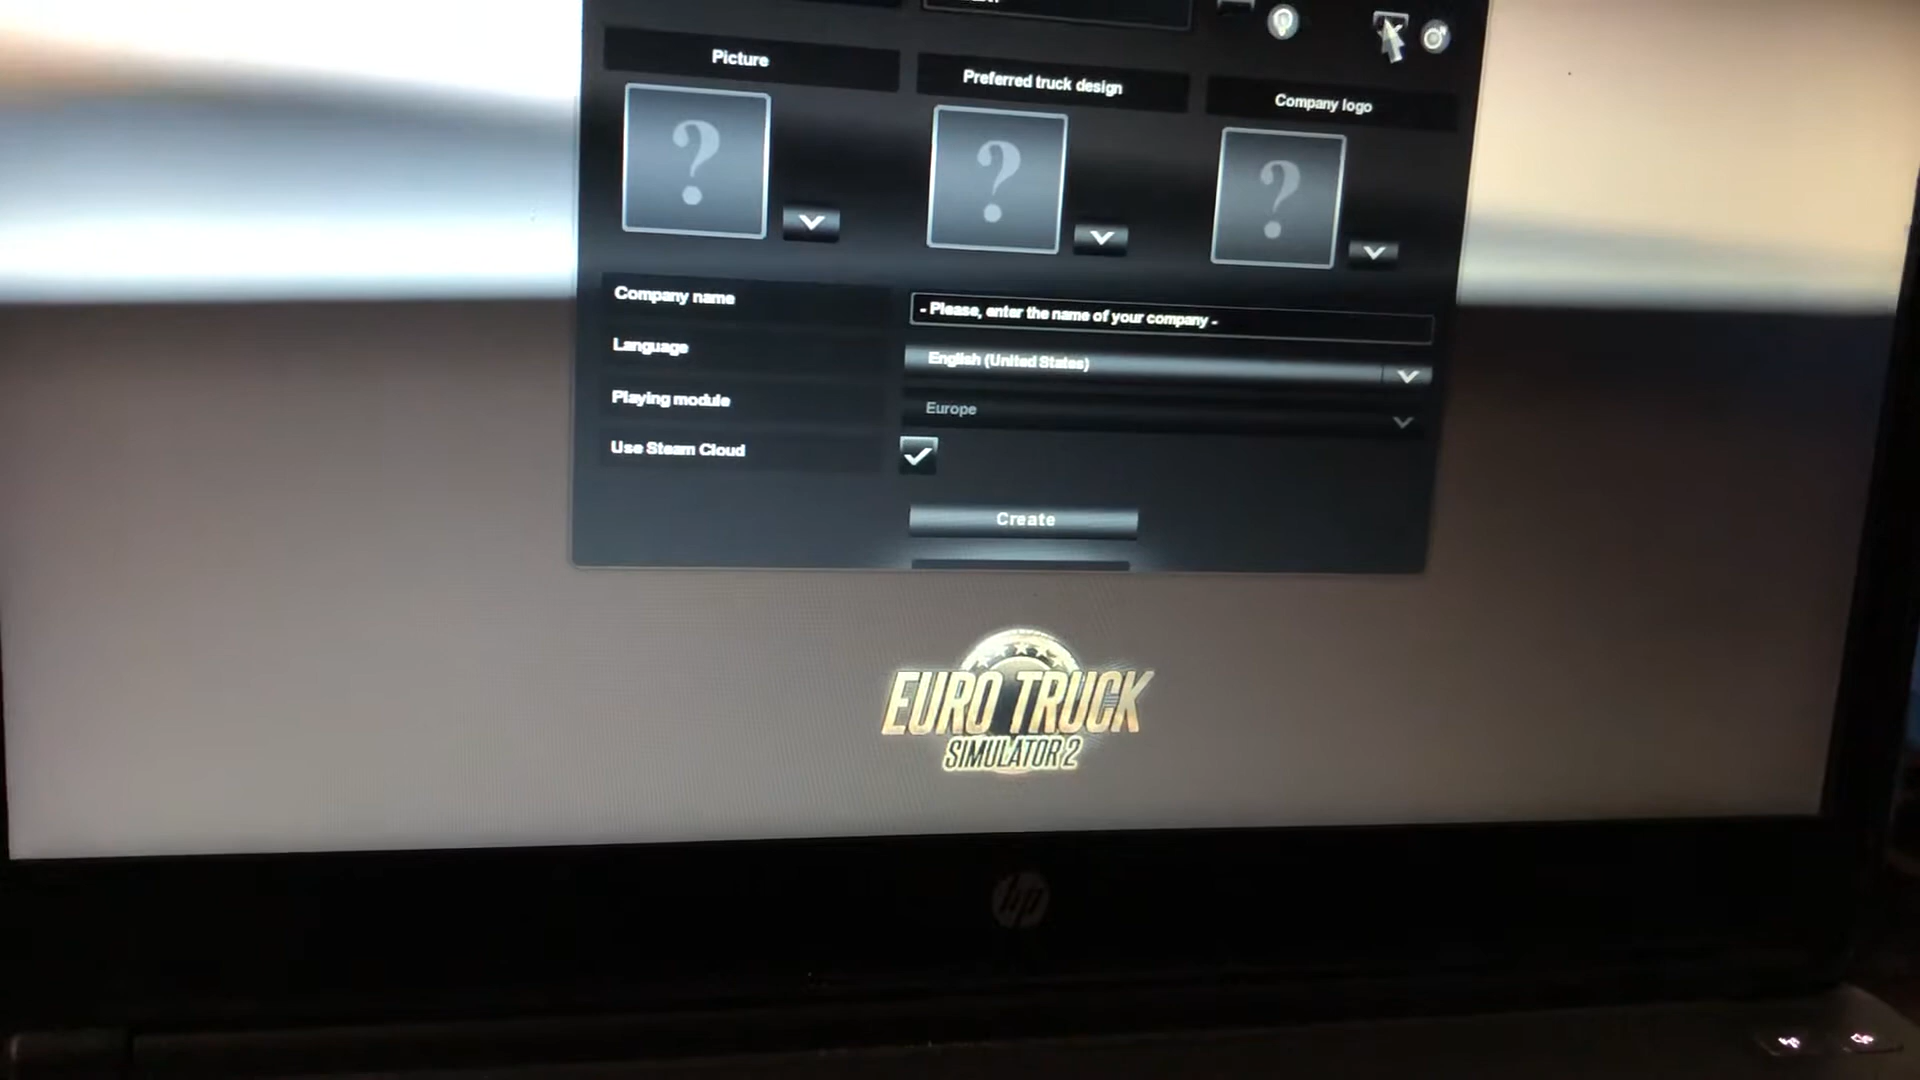 Picture
Preferred truck design
Company logo
?
?
?
Company name
- Please, enter the name of your company -
Language
English (United States)
Playing module
Europe
Use Steam Cloud
Create
EURO TRUCK
SIMULATOR 2
hp